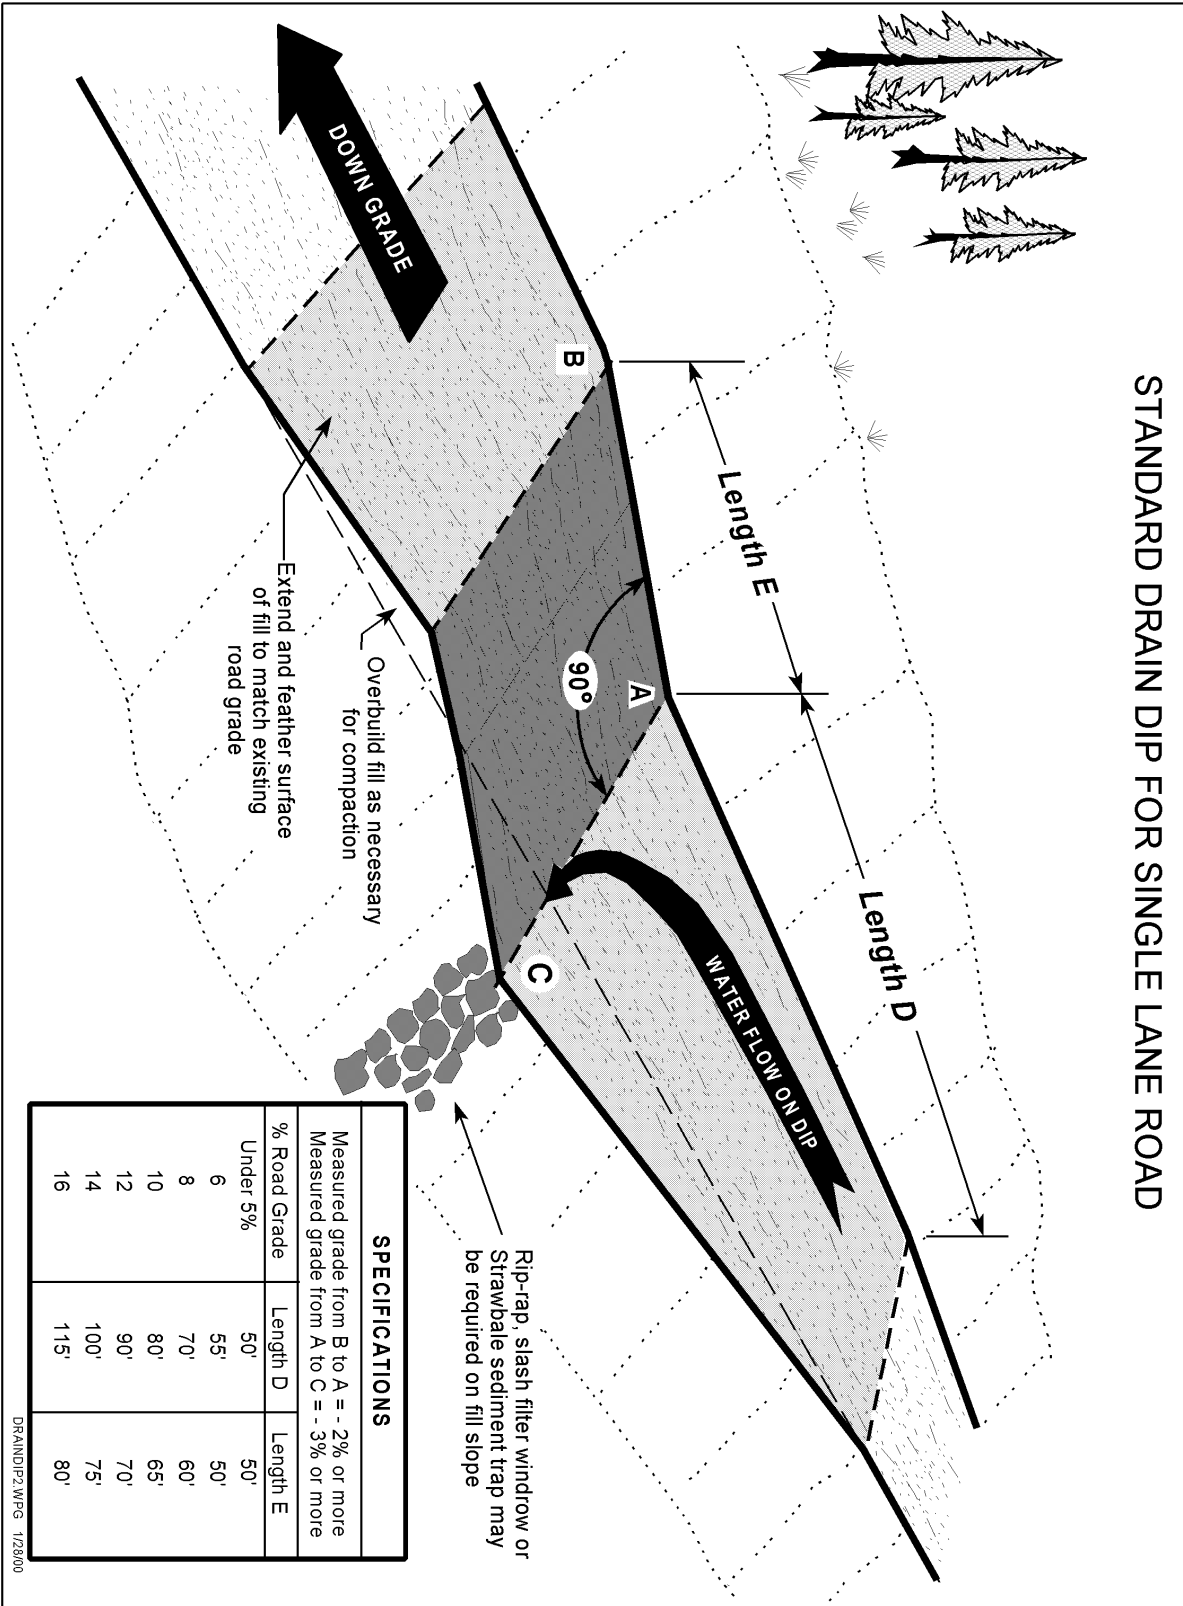 STANDARD DRAIN DIP FOR SINGLE LANE ROAD
Length E
Length D
DOWN GRADE
B
A
90°
C
WATER FLOW ON DIP
Extend and feather surface
of fill to match existing
road grade
Overbuild fill as necessary
for compaction
Rip-rap, slash filter windrow or
Strawbale sediment trap may
be required on fill slope
SPECIFICATIONS
Measured grade from B to A = - 2% or more
Measured grade from A to C = - 3% or more
% Road Grade Length D Length E
Under 5% 50' 50'
6 55' 50'
8 70' 60'
10 80' 65'
12 90' 70'
14 100' 75'
16 115' 80'
DRAINDIP2.WPG 1/28/00